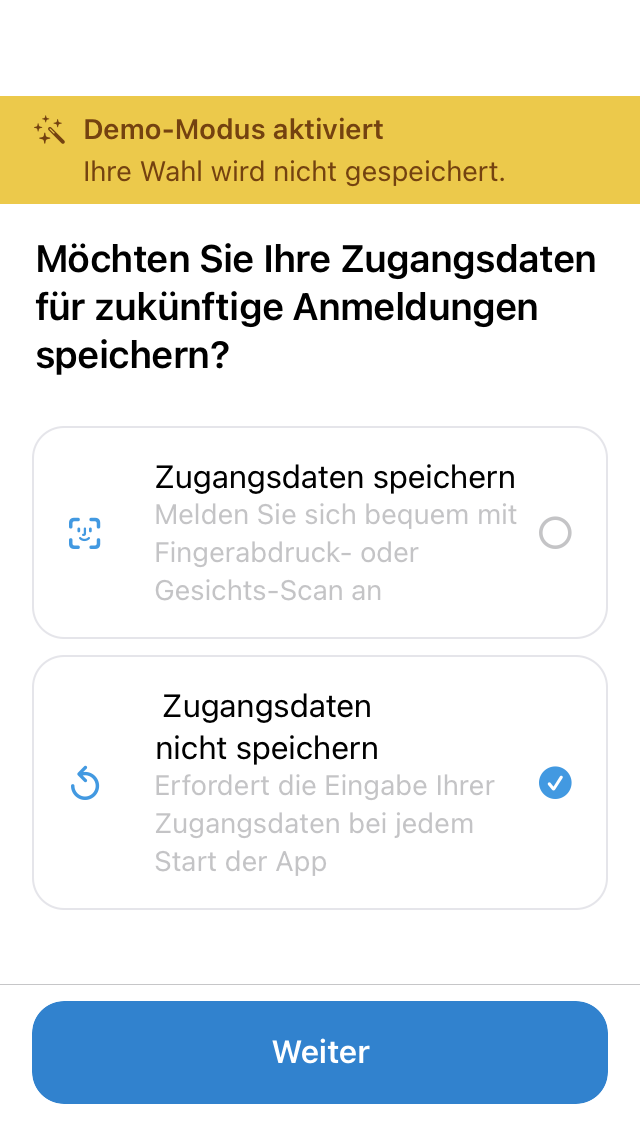 Demo-Modus aktiviert
Ihre Wahl wird nicht gespeichert.
Möchten Sie Ihre Zugangsdaten
für zukünftige Anmeldungen
speichern?
Zugangsdaten speichern
Melden Sie sich bequem mit
Fingerabdruck- oder
Gesichts-Scan an
Zugangsdaten
nicht speichern
Erfordert die Eingabe Ihrer
Zugangsdaten bei jedem
Start der App
Weiter